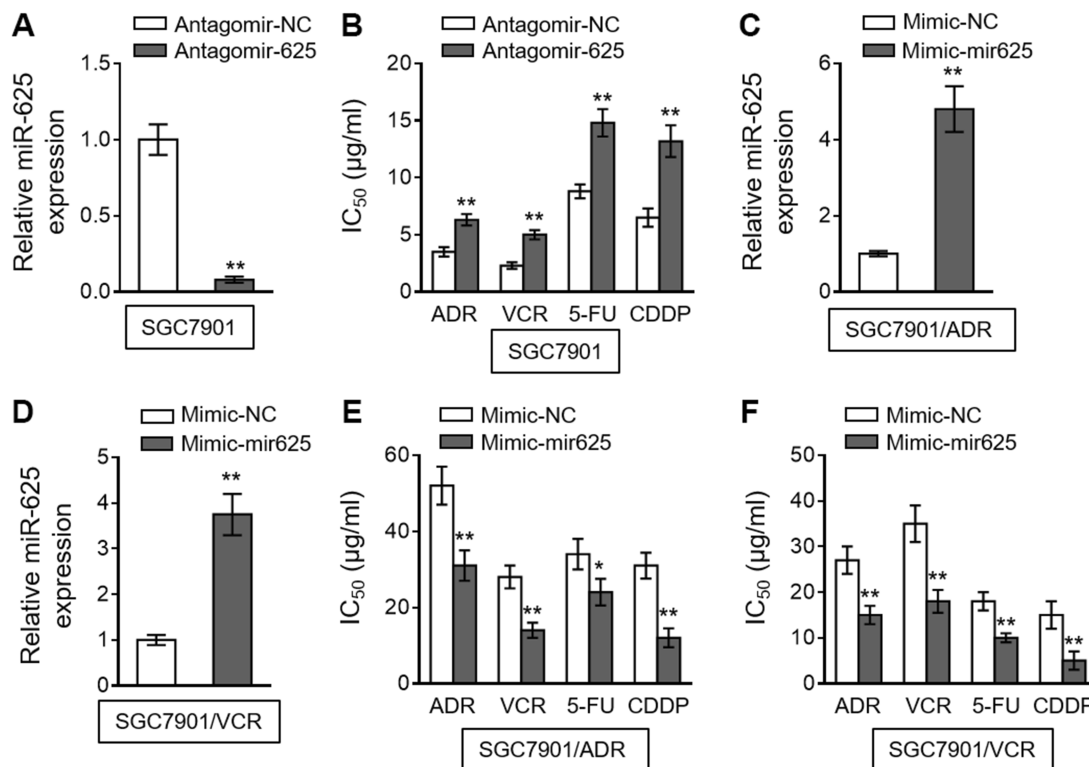 A
Antagomir-NC
Antagomir-625
Relative miR-625
expression
1.5
1.0
0.5
0.0
**
SGC7901
B
Antagomir-NC
Antagomir-625
IC50 (µg/ml)
20
15
10
5
0
**
**
**
**
ADR VCR 5-FU CDDP
SGC7901
C
Mimic-NC
Mimic-mir625
Relative miR-625
expression
6
4
2
0
**
SGC7901/ADR
D
Mimic-NC
Mimic-mir625
Relative miR-625
expression
5
4
3
2
1
0
**
SGC7901/VCR
E
Mimic-NC
Mimic-mir625
IC50 (µg/ml)
60
40
20
0
**
**
*
**
ADR VCR 5-FU CDDP
SGC7901/ADR
F
Mimic-NC
Mimic-mir625
IC50 (µg/ml)
50
40
30
20
10
0
**
**
**
**
ADR VCR 5-FU CDDP
SGC7901/VCR